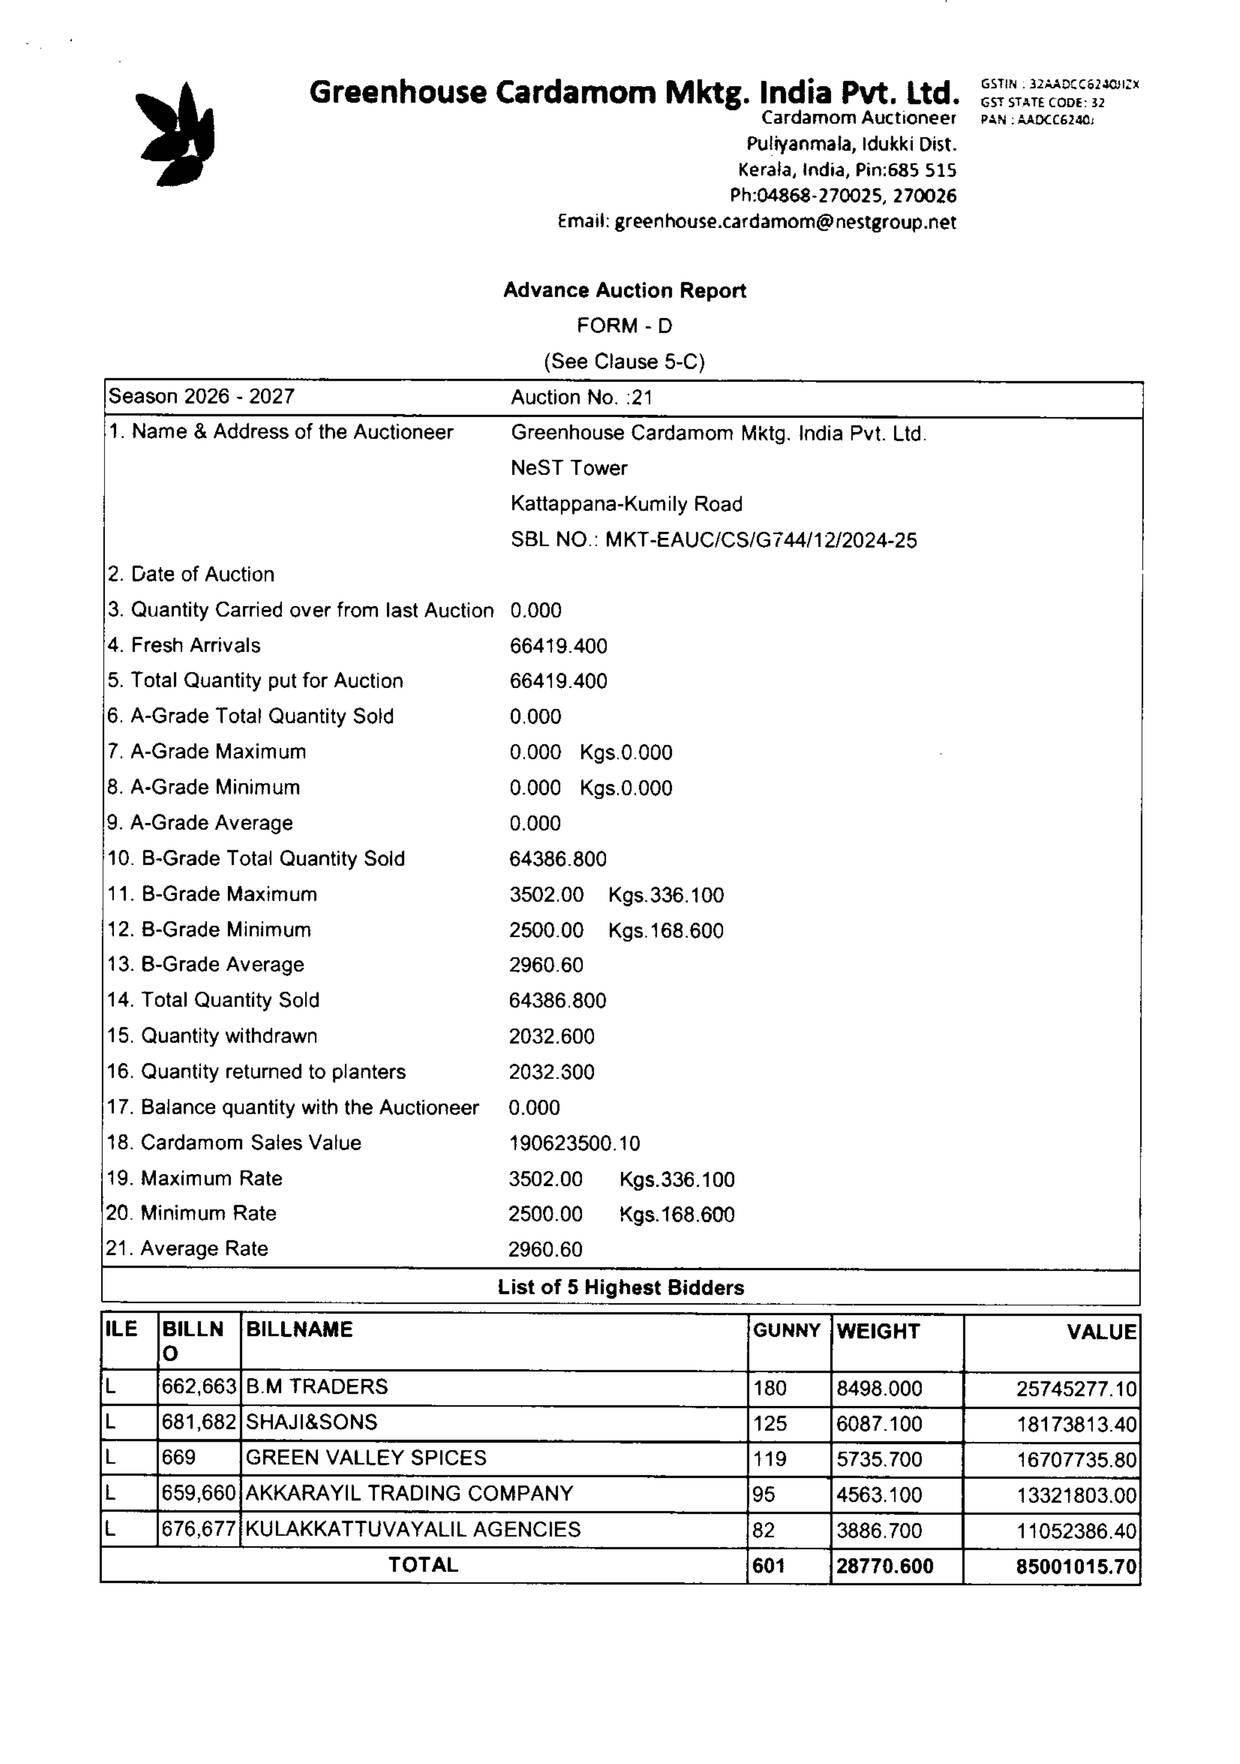 Greenhouse Cardamom Mktg. India Pvt. Ltd.
GST STATE CODE: 32
Cardamom Auctioneer
Puliyanmala, Idukki Dist.
Kerala, India, Pin:685 515
Ph:04868-270025, 270026
Email: greenhouse.cardamom@nestgroup.net
Advance Auction Report
FORM - D
(See Clause 5-C)
Season 2026 - 2027 Auction No. :21
1. Name & Address of the Auctioneer Greenhouse Cardamom Mktg. India Pvt. Ltd.
NeST Tower
Kattappana-Kumily Road
SBL NO.: MKT-EAUC/CS/G744/12/2024-25
2. Date of Auction
3. Quantity Carried over from last Auction 0.000
4. Fresh Arrivals 66419.400
5. Total Quantity put for Auction 66419.400
6. A-Grade Total Quantity Sold 0.000
7. A-Grade Maximum 0.000 Kgs.0.000
8. A-Grade Minimum 0.000 Kgs.0.000
9. A-Grade Average 0.000
10. B-Grade Total Quantity Sold 64386.800
11. B-Grade Maximum 3502.00 Kgs.336.100
12. B-Grade Minimum 2500.00 Kgs.168.600
13. B-Grade Average 2960.60
14. Total Quantity Sold 64386.800
15. Quantity withdrawn 2032.600
16. Quantity returned to planters 2032.600
17. Balance quantity with the Auctioneer 0.000
18. Cardamom Sales Value 190623500.10
19. Maximum Rate 3502.00 Kgs.336.100
20. Minimum Rate 2500.00 Kgs.168.600
21. Average Rate 2960.60
List of 5 Highest Bidders
ILE BILLN BILLNAME GUNNY WEIGHT VALUE
O
L 662,663 B.M TRADERS 180 8498.000 25745277.10
L 681,682 SHAJI&SONS 125 6087.100 18173813.40
L 669 GREEN VALLEY SPICES 119 5735.700 16707735.80
L 659,660 AKKARAYIL TRADING COMPANY 95 4563.100 13321803.00
L 676,677 KULAKKATTUVAYALIL AGENCIES 82 3886.700 11052386.40
TOTAL 601 28770.600 85001015.70